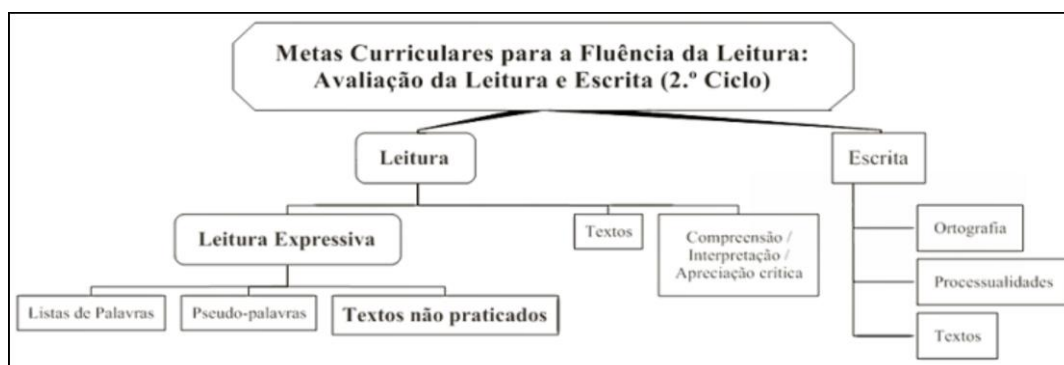 Metas Curriculares para a Fluência da Leitura:
Avaliação da Leitura e Escrita (2.º Ciclo)
Leitura
Escrita
Leitura Expressiva
Textos
Compreensão /
Interpretação /
Apreciação crítica
Ortografia
Processualidades
Textos
Listas de Palavras
Pseudo-palavras
Textos não praticados